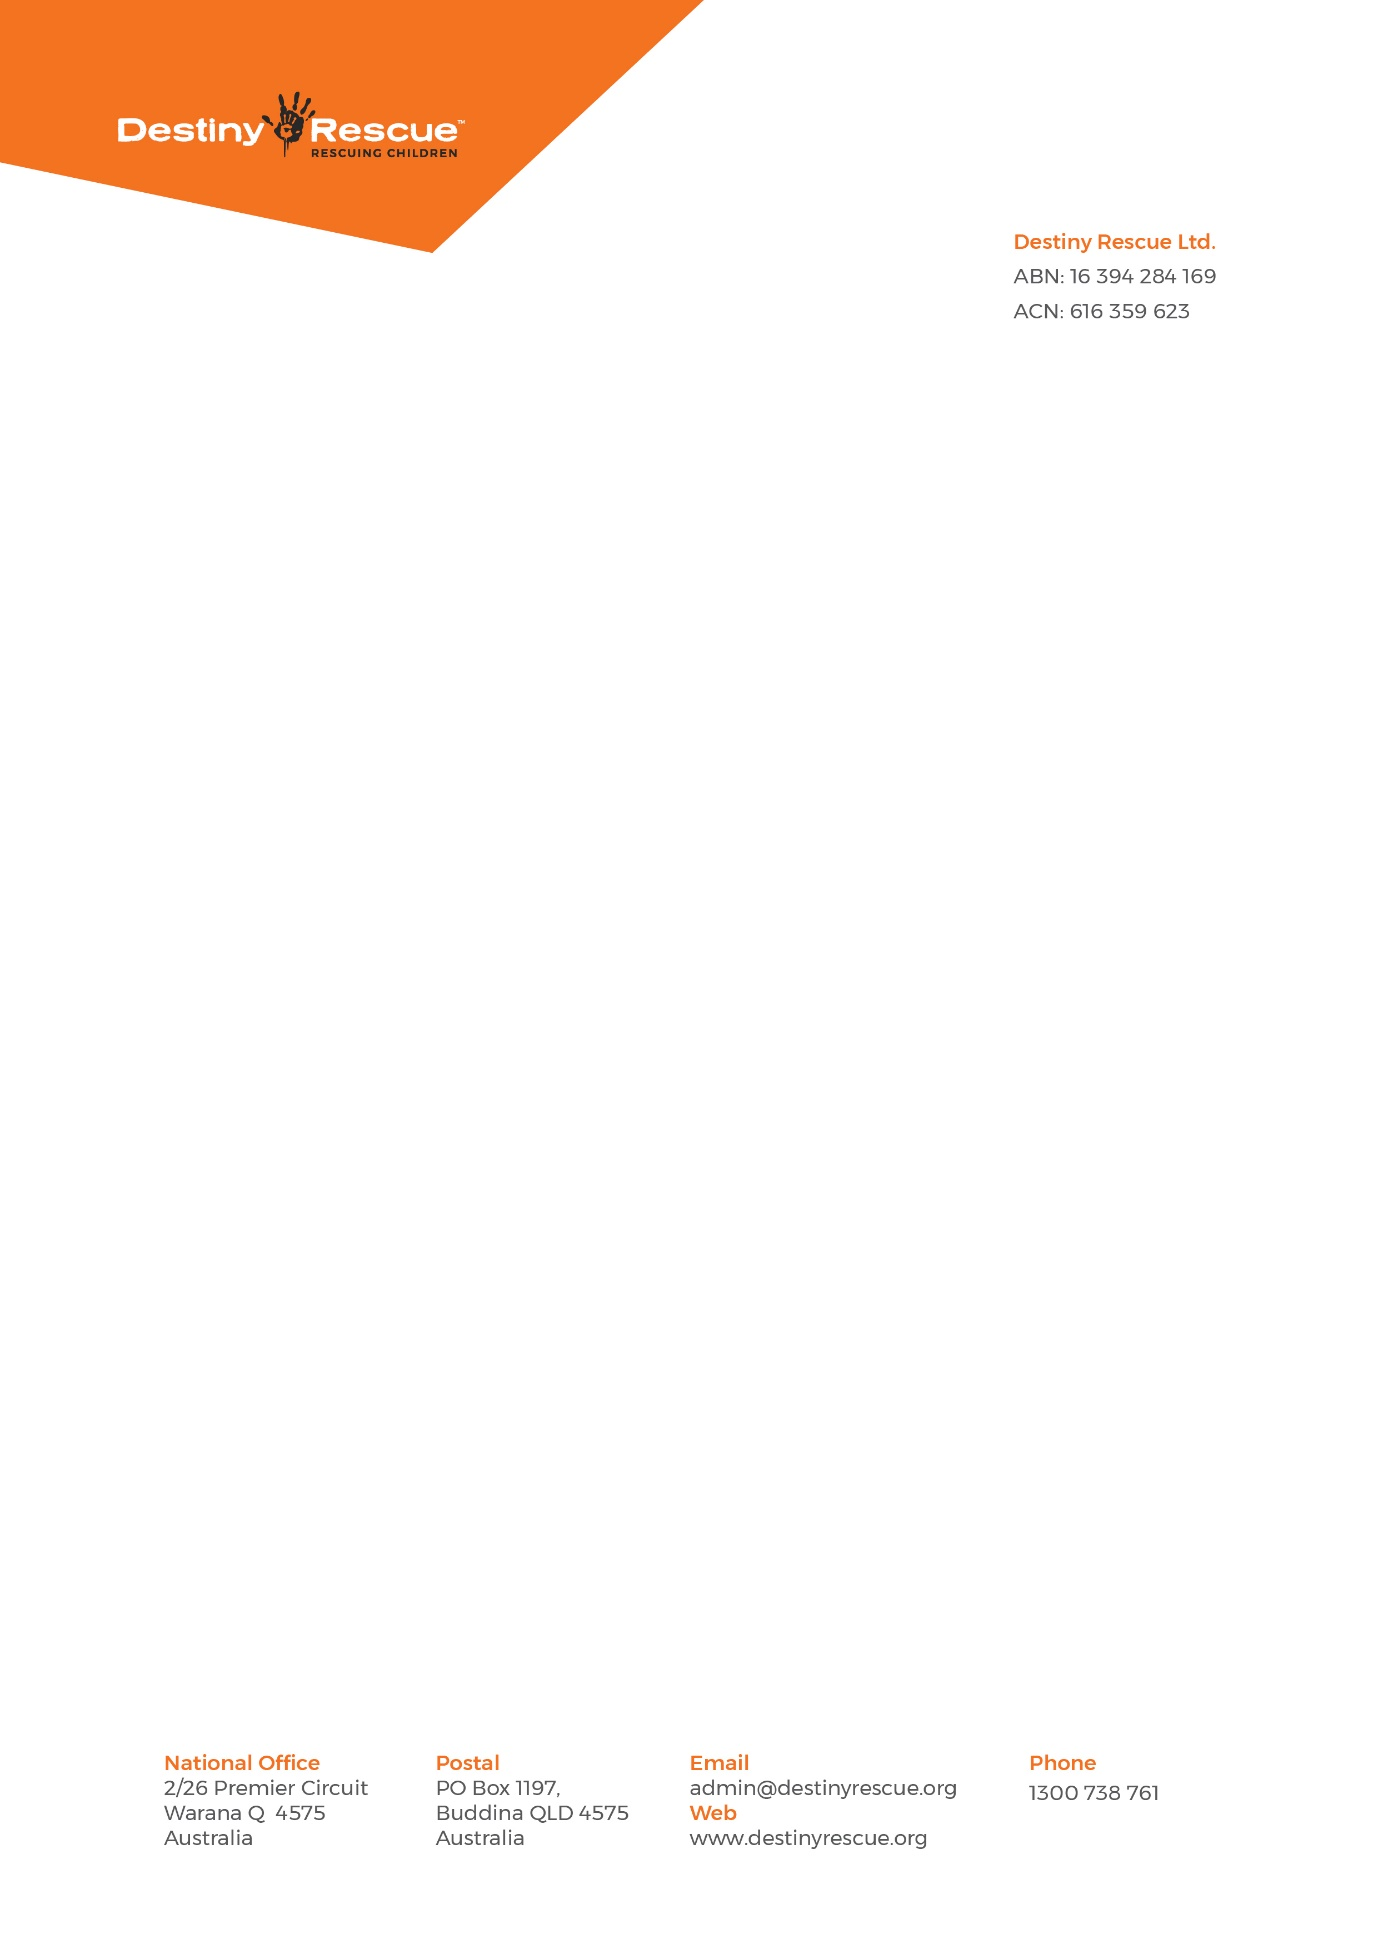 Destiny Rescue™
RESCUING CHILDREN
Destiny Rescue Ltd.
ABN: 16 394 284 169
ACN: 616 359 623
National Office
2/26 Premier Circuit
Warana Q  4575
Australia
Postal
PO Box 1197,
Buddina QLD 4575
Australia
Email
admin@destinyrescue.org
Web
www.destinyrescue.org
Phone
1300 738 761